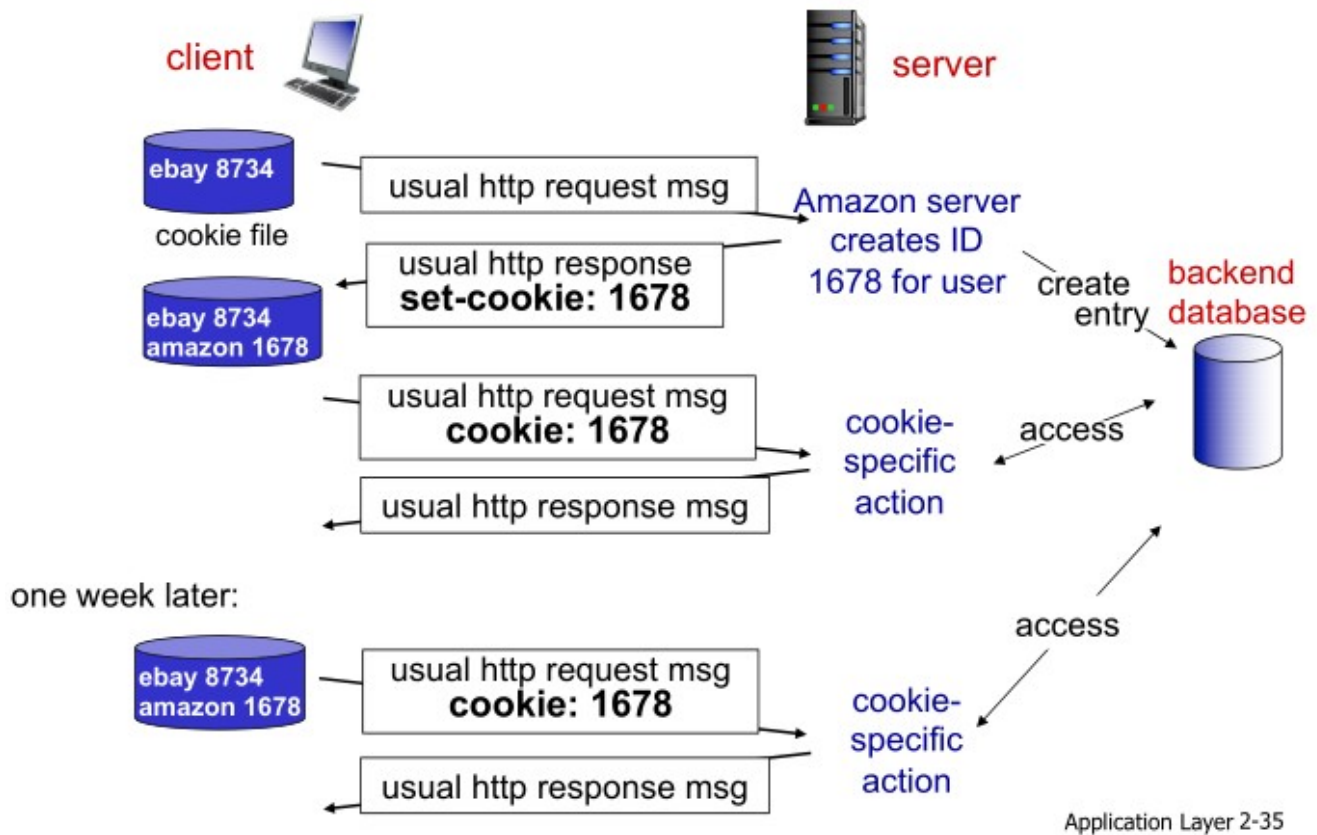 client
server
ebay 8734
cookie file
usual http request msg
Amazon server
creates ID
1678 for user
usual http response
set-cookie: 1678
ebay 8734
amazon 1678
create
entry
backend
database
usual http request msg
cookie: 1678
cookie-
specific
action
access
usual http response msg
one week later:
ebay 8734
amazon 1678
usual http request msg
cookie: 1678
cookie-
specific
action
access
usual http response msg
Application Layer 2-35